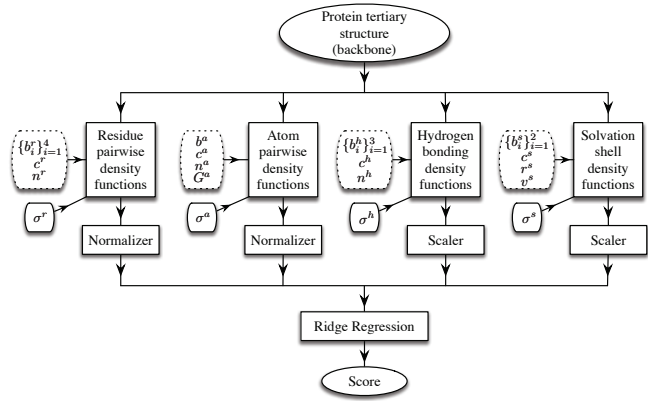 Protein tertiary
structure
(backbone)
{b_i^r}_{i=1}^4
c^r
n^r
Residue
pairwise
density
functions
b^a
c^a
n^a
G^a
Atom
pairwise
density
functions
{b_i^h}_{i=1}^3
c^h
n^h
Hydrogen
bonding
density
functions
{b_i^s}_{i=1}^2
c^s
r^s
v^s
Solvation
shell
density
functions
σ^r
σ^a
σ^h
σ^s
Normalizer
Normalizer
Scaler
Scaler
Ridge Regression
Score